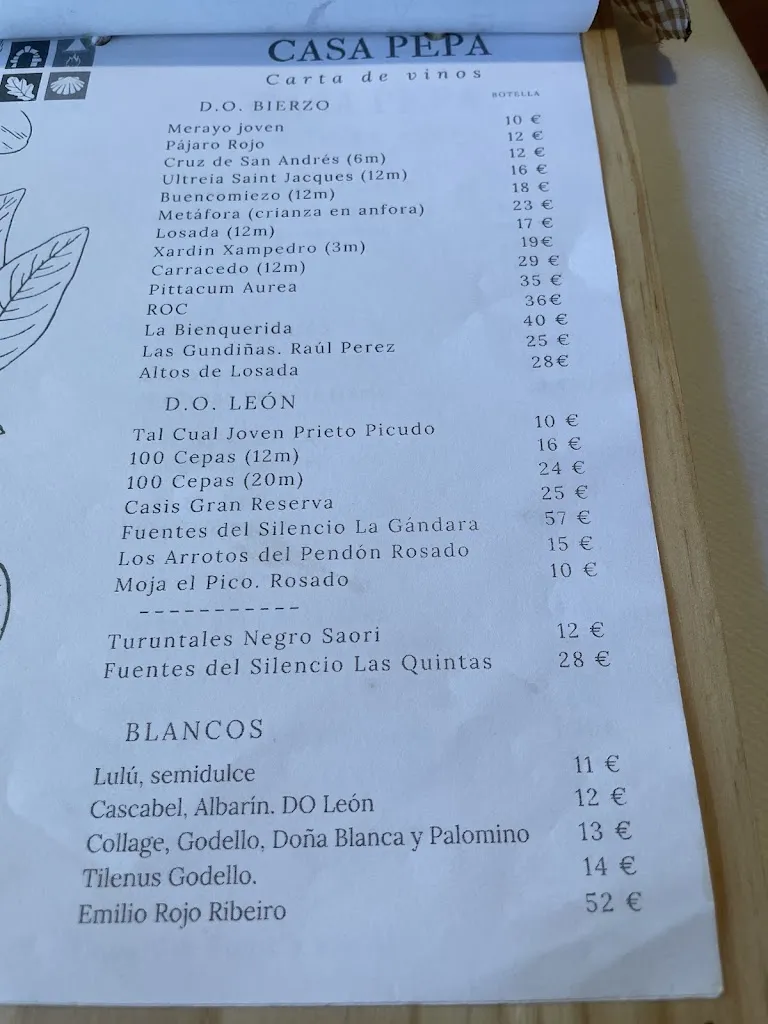 CASA PEPA
Carta de vinos
BOTELLA
D.O. BIERZO
Merayo joven 10 €
Pájaro Rojo 12 €
Cruz de San Andrés (6m) 12 €
Ultreia Saint Jacques (12m) 16 €
Buencomiezo (12m) 18 €
Metáfora (crianza en anfora) 23 €
Losada (12m) 17 €
Xardin Xampedro (3m) 19€
Carracedo (12m) 29 €
Pittacum Aurea 35 €
ROC 36€
La Bienquerida 40 €
Las Gundiñas. Raúl Perez 25 €
Altos de Losada 28€
D.O. LEÓN
Tal Cual Joven Prieto Picudo 10 €
100 Cepas (12m) 16 €
100 Cepas (20m) 24 €
Casis Gran Reserva 25 €
Fuentes del Silencio La Gándara 57 €
Los Arrotos del Pendón Rosado 15 €
Moja el Pico. Rosado 10 €
-----------
Turuntales Negro Saori 12 €
Fuentes del Silencio Las Quintas 28 €
BLANCOS
Lulú, semidulce 11 €
Cascabel, Albarín. DO León 12 €
Collage, Godello, Doña Blanca y Palomino 13 €
Tilenus Godello. 14 €
Emilio Rojo Ribeiro 52 €